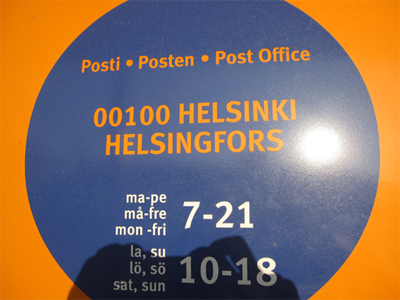 Posti • Posten • Post Office
00100 HELSINKI
HELSINGFORS
ma-pe
må-fre 7-21
mon -fri
la, su
lö, sö 10-18
sat, sun